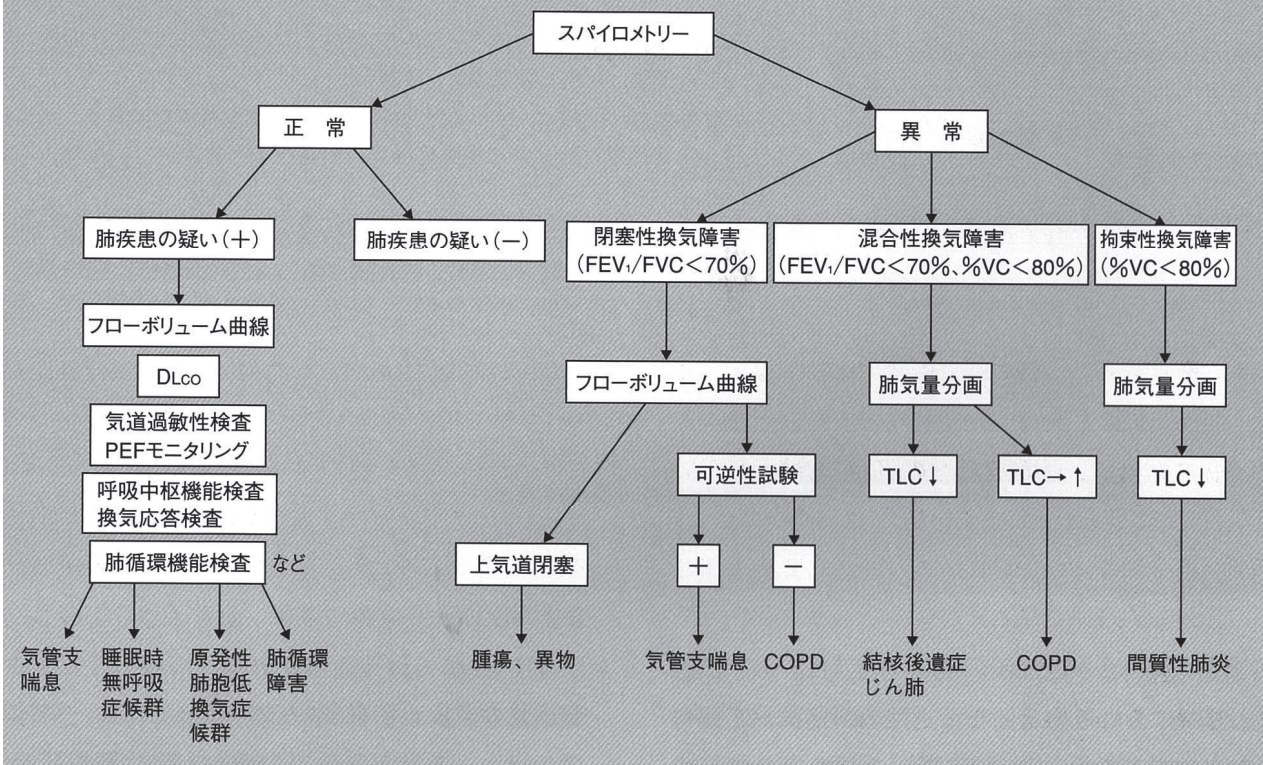 スパイロメトリー
正　常
異　常
肺疾患の疑い（＋）
肺疾患の疑い（－）
閉塞性換気障害
（FEV₁/FVC＜70％）
混合性換気障害
（FEV₁/FVC＜70％、％VC＜80％）
拘束性換気障害
（％VC＜80％）
フローボリューム曲線
DLCO
気道過敏性検査
PEFモニタリング
呼吸中枢機能検査
換気応答検査
肺循環機能検査 など
気管支
喘息
睡眠時
無呼吸
症候群
原発性
肺胞低
換気症
候群
肺循環
障害
フローボリューム曲線
可逆性試験
上気道閉塞
＋
－
腫瘍、異物
気管支喘息
COPD
肺気量分画
TLC↓
TLC→↑
結核後遺症
じん肺
COPD
肺気量分画
TLC↓
間質性肺炎